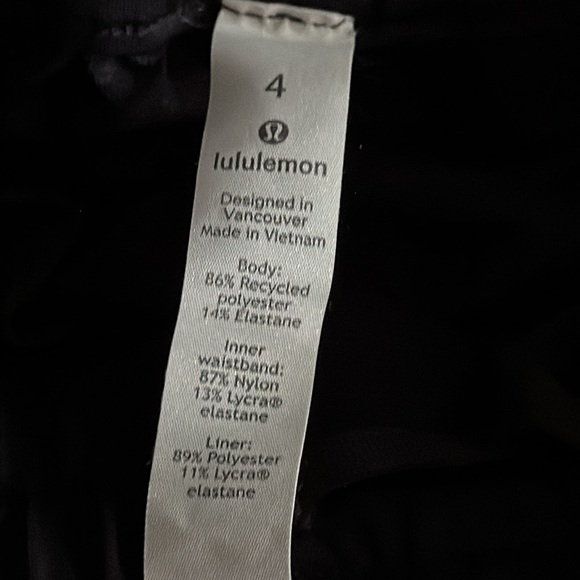 4
lululemon
Designed in
Vancouver
Made in Vietnam
Body:
86% Recycled
polyester
14% Elastane
Inner
waistband:
87% Nylon
13% Lycra®
elastane
Liner:
89% Polyester
11% Lycra®
elastane